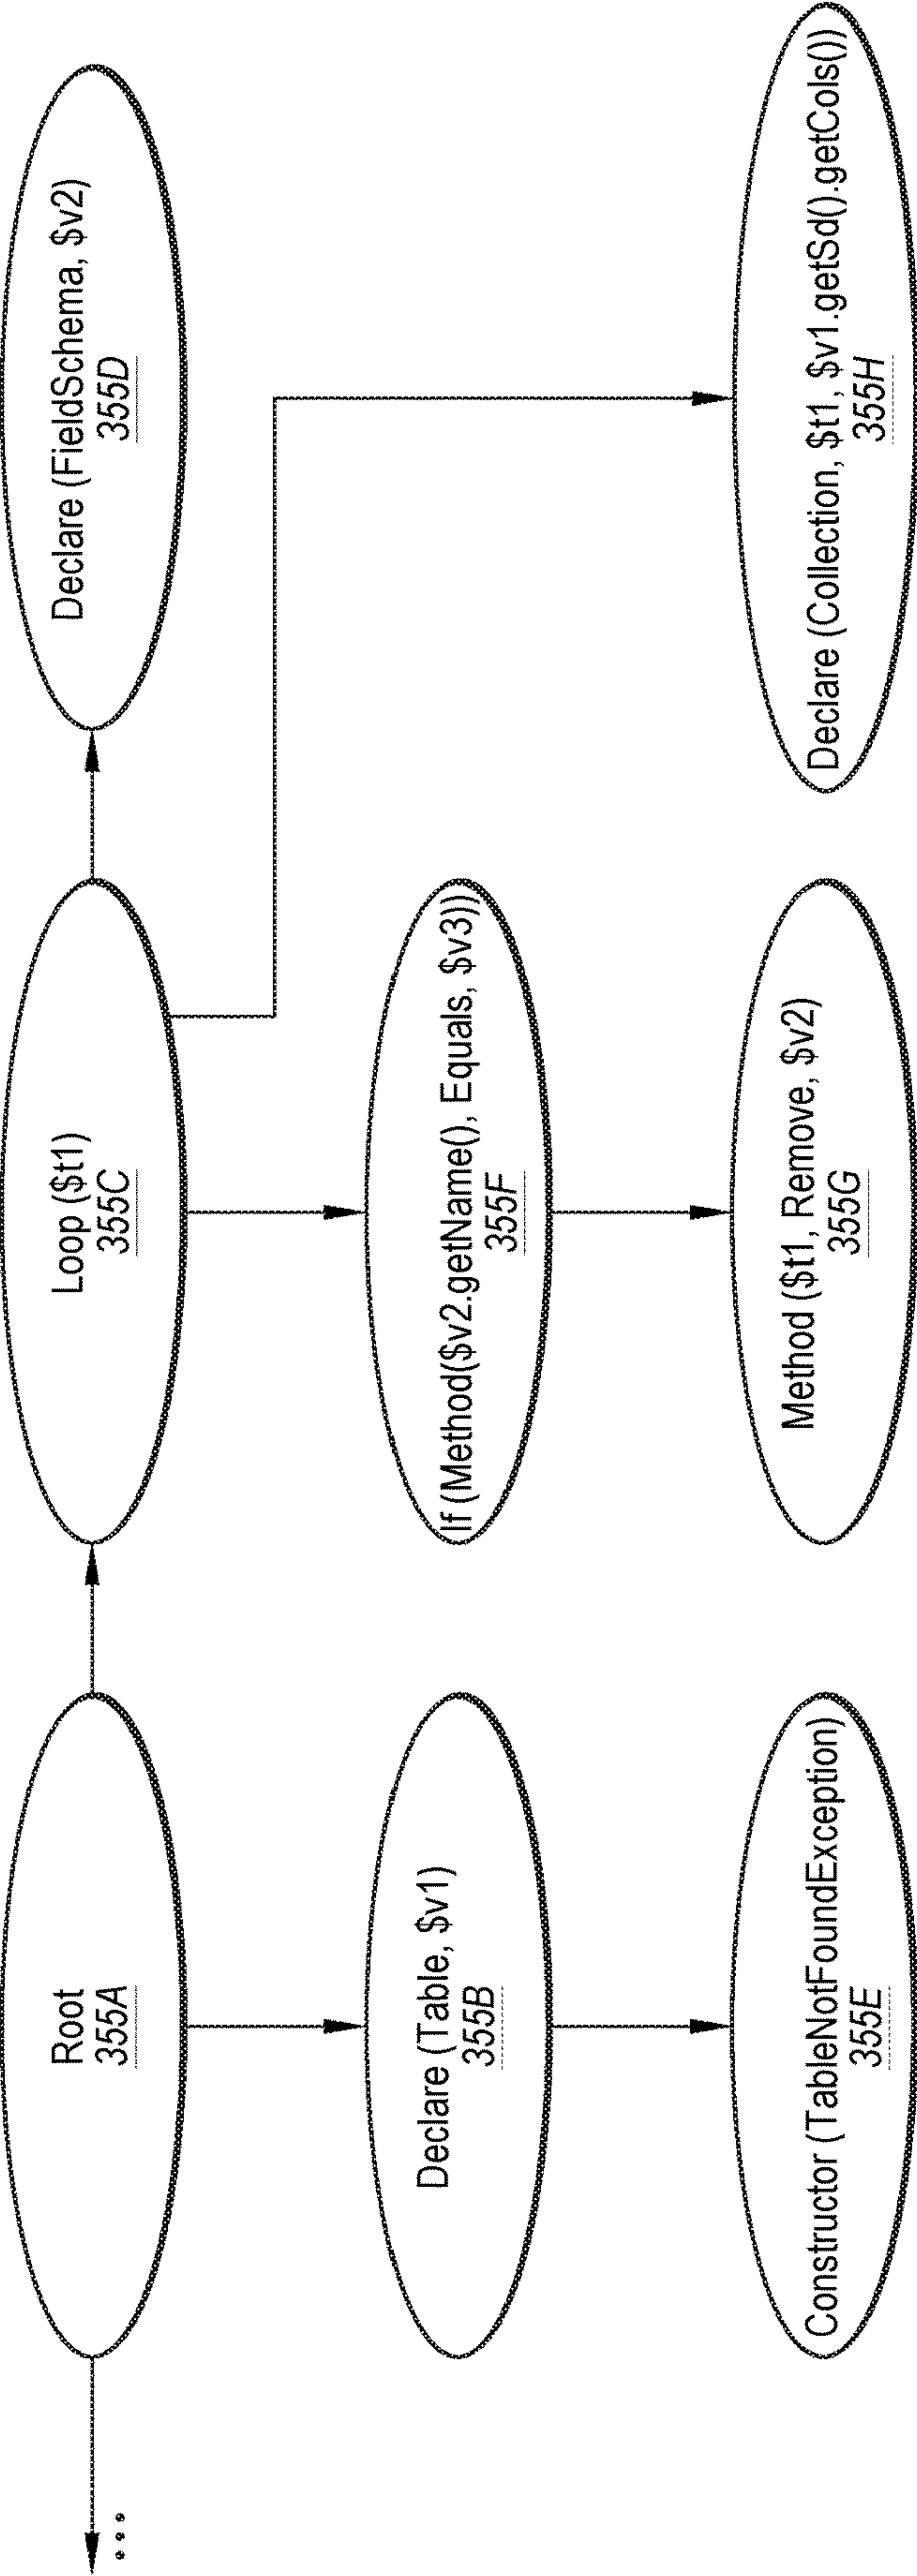 Root
355A
Loop ($t1)
355C
Declare (FieldSchema, $v2)
355D
...
Declare (Table, $v1)
355B
If (Method($v2.getName(), Equals, $v3))
355F
Constructor (TableNotFoundException)
355E
Method ($t1, Remove, $v2)
355G
Declare (Collection, $t1, $v1.getSd().getCols())
355H